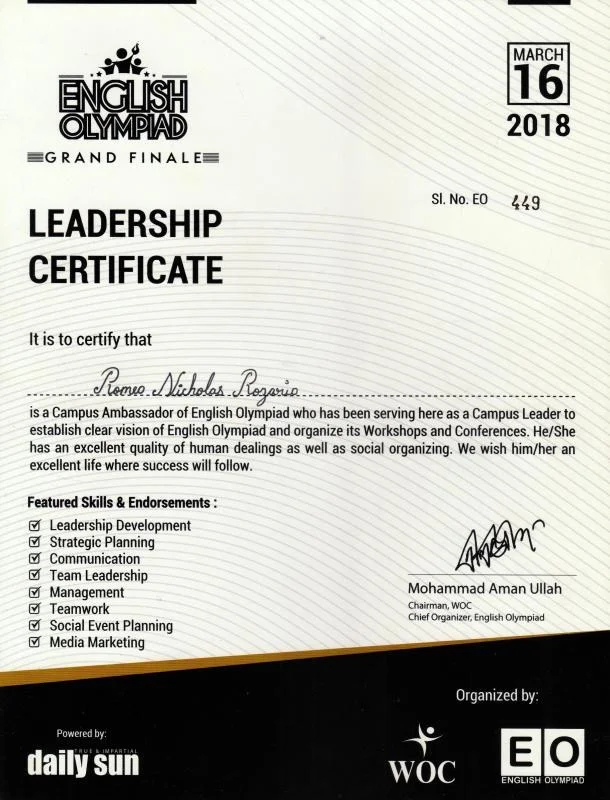 ENGLISH
OLYMPIAD
GRAND FINALE
MARCH
16
2018
Sl. No. EO 449
LEADERSHIP
CERTIFICATE
It is to certify that
Romeo Nicholas Rozario
is a Campus Ambassador of English Olympiad who has been serving here as a Campus Leader to
establish clear vision of English Olympiad and organize its Workshops and Conferences. He/She
has an excellent quality of human dealings as well as social organizing. We wish him/her an
excellent life where success will follow.
Featured Skills & Endorsements :
Leadership Development
Strategic Planning
Communication
Team Leadership
Management
Teamwork
Social Event Planning
Media Marketing
Mohammad Aman Ullah
Chairman, WOC
Chief Organizer, English Olympiad
Powered by:
TRUE & IMPARTIAL
daily sun
Organized by:
WOC
EO
ENGLISH OLYMPIAD